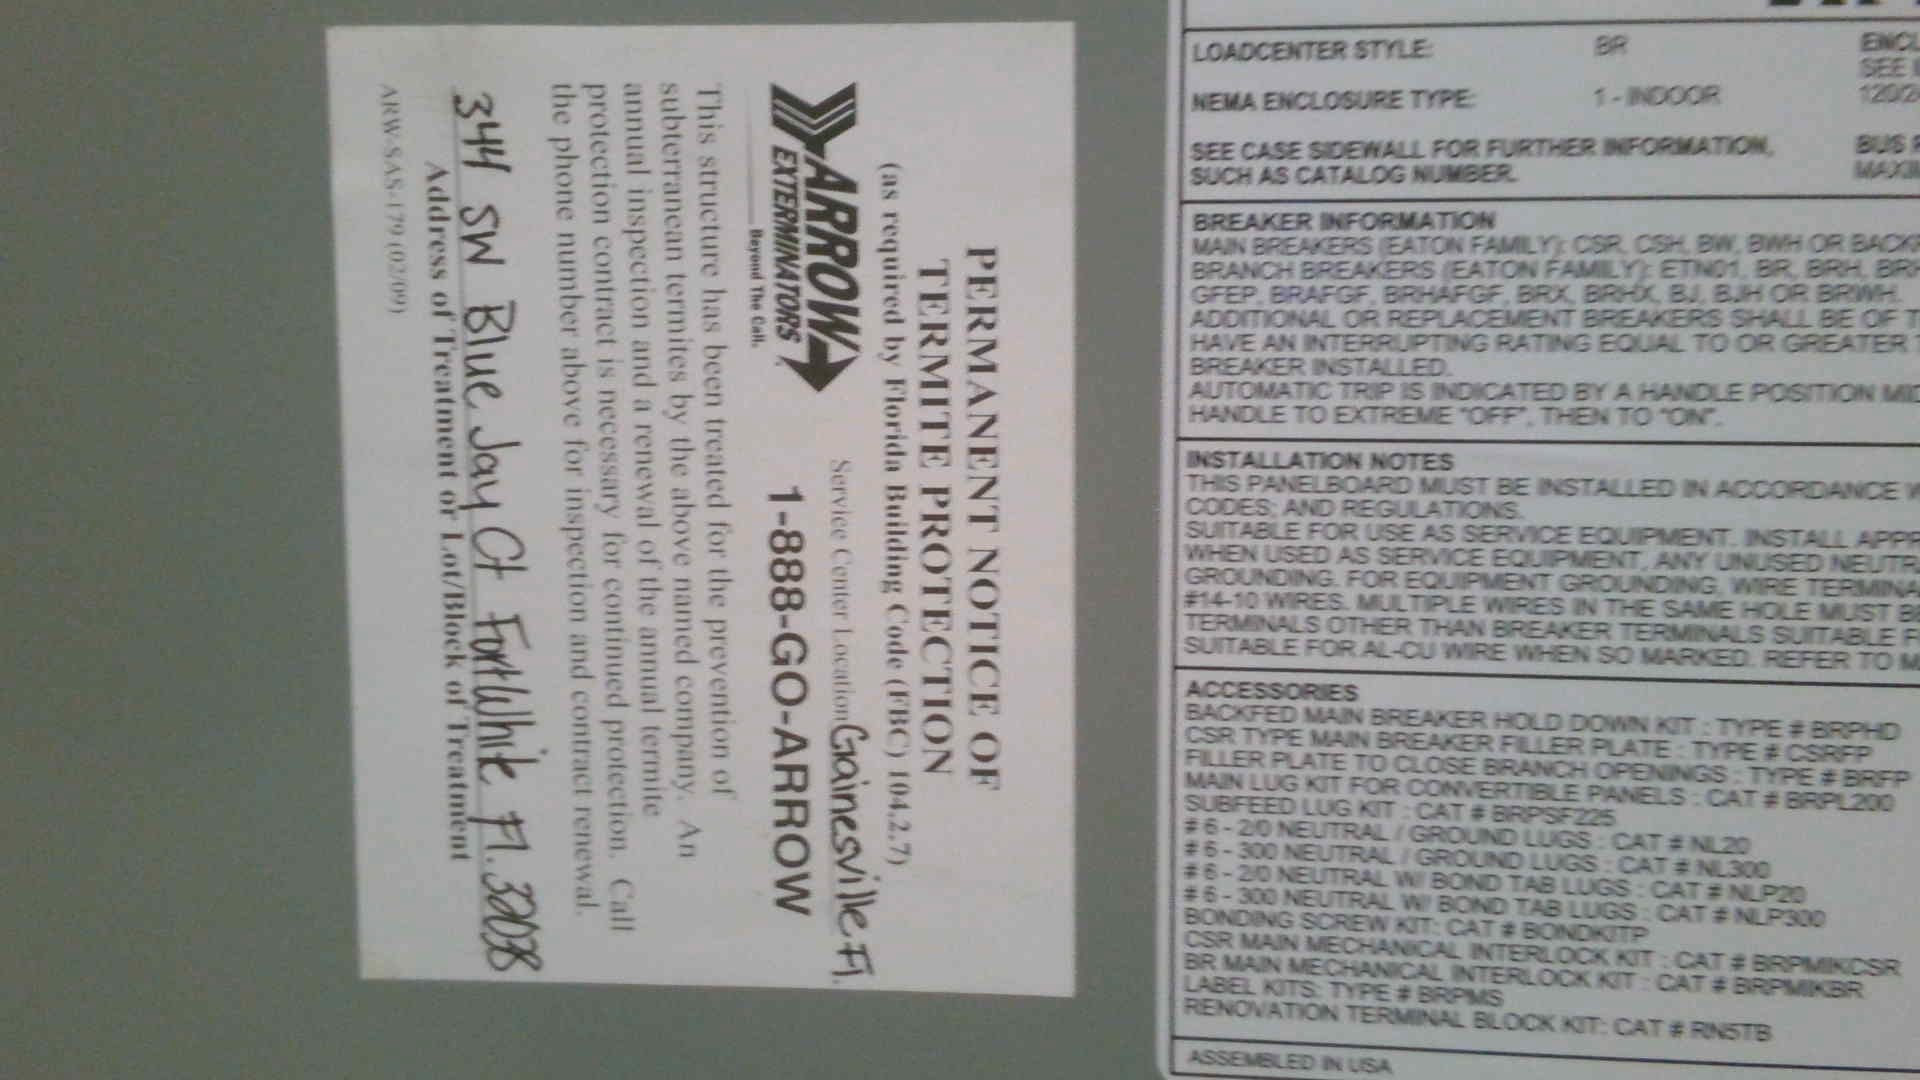 PERMANENT NOTICE OF
TERMITE PROTECTION
(as required by Florida Building Code (FBC) 104.2.7)
ARROW
EXTERMINATORS
Beyond The Call.
Service Center Location Gainesville Fl.
1-888-GO-ARROW
This structure has been treated for the prevention of
subterranean termites by the above named company. An
annual inspection and a renewal of the annual termite
protection contract is necessary for continued protection. Call
the phone number above for inspection and contract renewal.
344 SW Blue Jay Ct Fort White Fl. 32038
Address of Treatment or Lot/Block of Treatment
ARW-SAS-179 (02/09)
LOADCENTER STYLE: BR
NEMA ENCLOSURE TYPE: 1 - INDOOR
SEE CASE SIDEWALL FOR FURTHER INFORMATION,
SUCH AS CATALOG NUMBER.
ENCL
SEE
120/24
BUS
MAXIM
BREAKER INFORMATION
MAIN BREAKERS (EATON FAMILY): CSR, CSH, BW, BWH OR BACKF
BRANCH BREAKERS (EATON FAMILY): ETN01, BR, BRH, BRH
GFEP, BRAFGF, BRHAFGF, BRX, BRHX, BJ, BJH OR BRWH.
ADDITIONAL OR REPLACEMENT BREAKERS SHALL BE OF T
HAVE AN INTERRUPTING RATING EQUAL TO OR GREATER
BREAKER INSTALLED.
AUTOMATIC TRIP IS INDICATED BY A HANDLE POSITION MID
HANDLE TO EXTREME "OFF", THEN TO "ON".
INSTALLATION NOTES
THIS PANELBOARD MUST BE INSTALLED IN ACCORDANCE W
CODES; AND REGULATIONS.
SUITABLE FOR USE AS SERVICE EQUIPMENT. INSTALL APPR
WHEN USED AS SERVICE EQUIPMENT, ANY UNUSED NEUTRA
GROUNDING. FOR EQUIPMENT GROUNDING, WIRE TERMINA
#14-10 WIRES. MULTIPLE WIRES IN THE SAME HOLE MUST BE
TERMINALS OTHER THAN BREAKER TERMINALS SUITABLE F
SUITABLE FOR AL-CU WIRE WHEN SO MARKED. REFER TO M
ACCESSORIES
BACKFED MAIN BREAKER HOLD DOWN KIT : TYPE # BRPHD
CSR TYPE MAIN BREAKER FILLER PLATE : TYPE # CSRFP
FILLER PLATE TO CLOSE BRANCH OPENINGS : TYPE # BRFP
MAIN LUG KIT FOR CONVERTIBLE PANELS : CAT # BRPL200
SUBFEED LUG KIT : CAT # BRPSF225
# 6 - 2/0 NEUTRAL / GROUND LUGS : CAT # NL20
# 6 - 300 NEUTRAL / GROUND LUGS : CAT # NL300
# 6 - 2/0 NEUTRAL W/ BOND TAB LUGS : CAT # NLP20
# 6 - 300 NEUTRAL W/ BOND TAB LUGS : CAT # NLP300
BONDING SCREW KIT: CAT # BONDKITP
CSR MAIN MECHANICAL INTERLOCK KIT : CAT # BRPMIKCSR
BR MAIN MECHANICAL INTERLOCK KIT : CAT # BRPMIKBR
LABEL KITS: TYPE # BRPMS
RENOVATION TERMINAL BLOCK KIT: CAT # RN5TB
ASSEMBLED IN USA